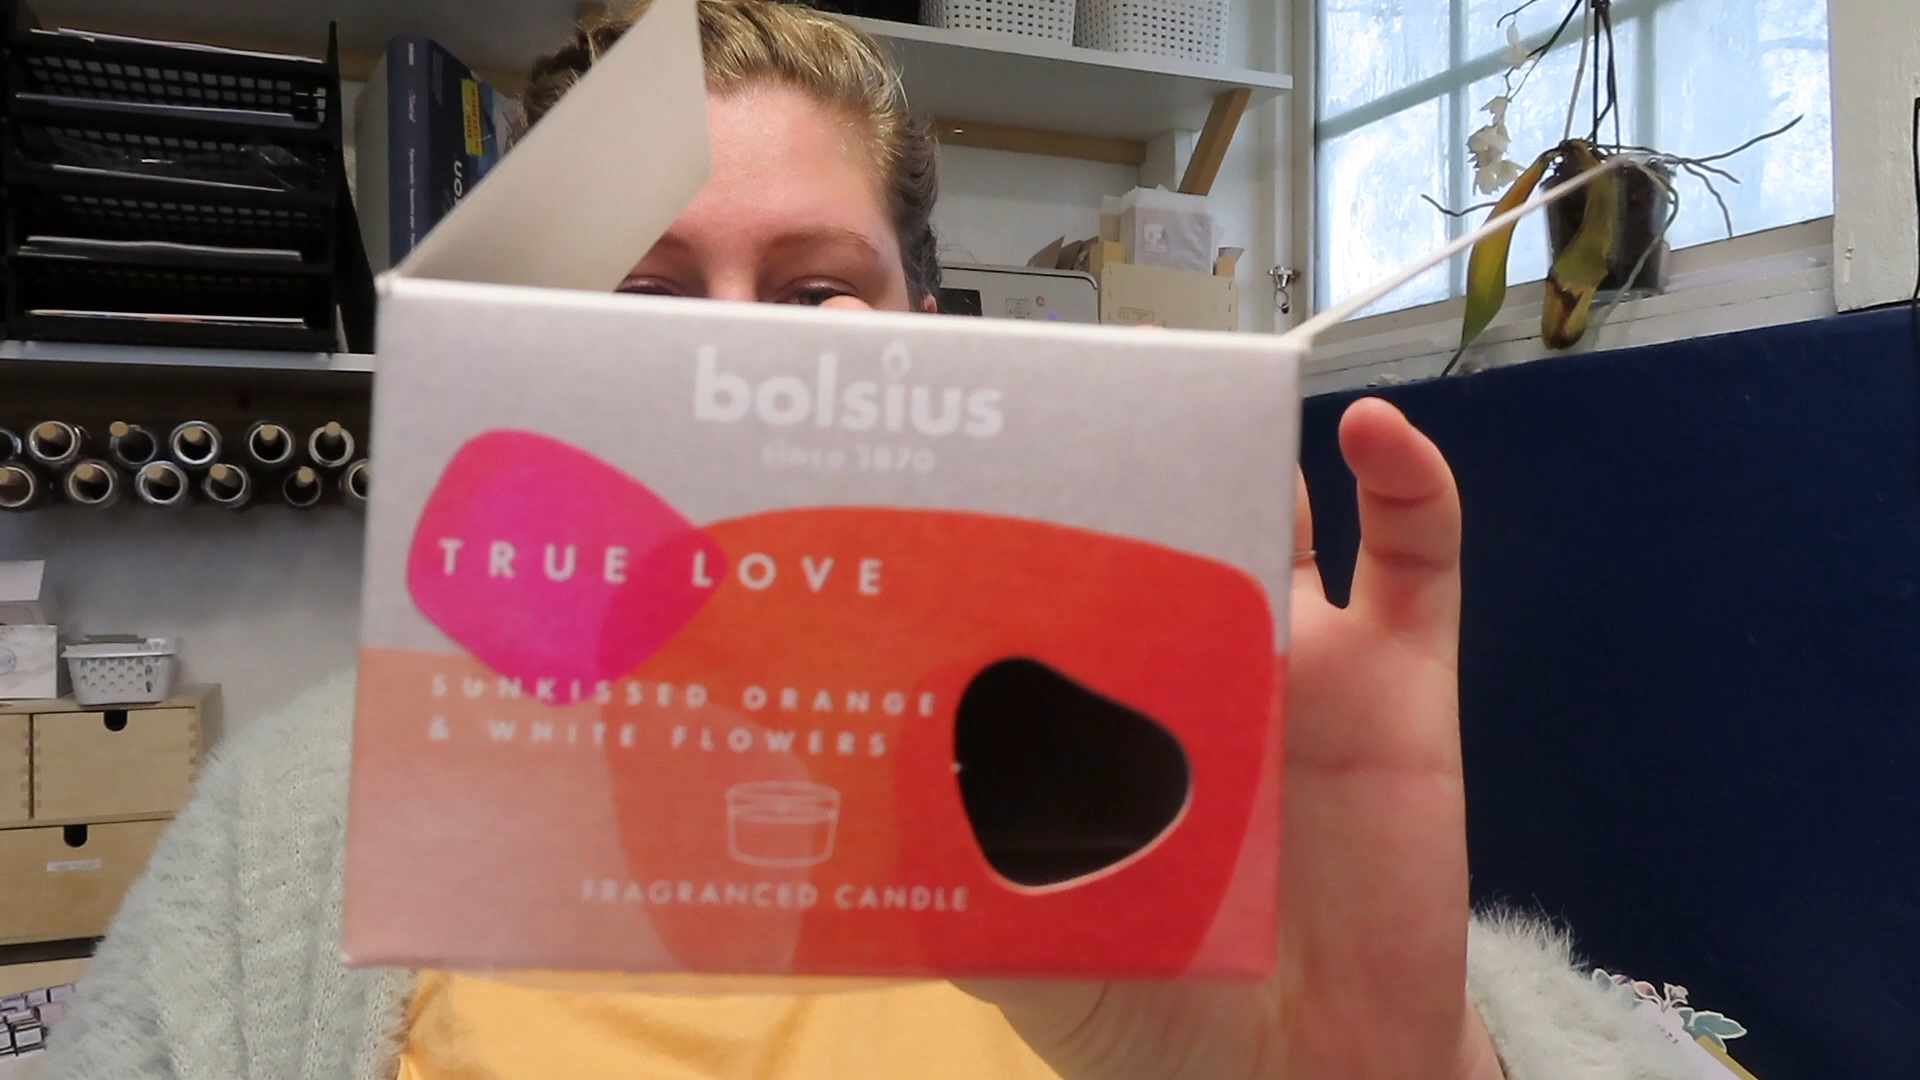 bolsius
since 1870
TRUE LOVE
SUNKISSED ORANGE
& WHITE FLOWERS
FRAGRANCED CANDLE